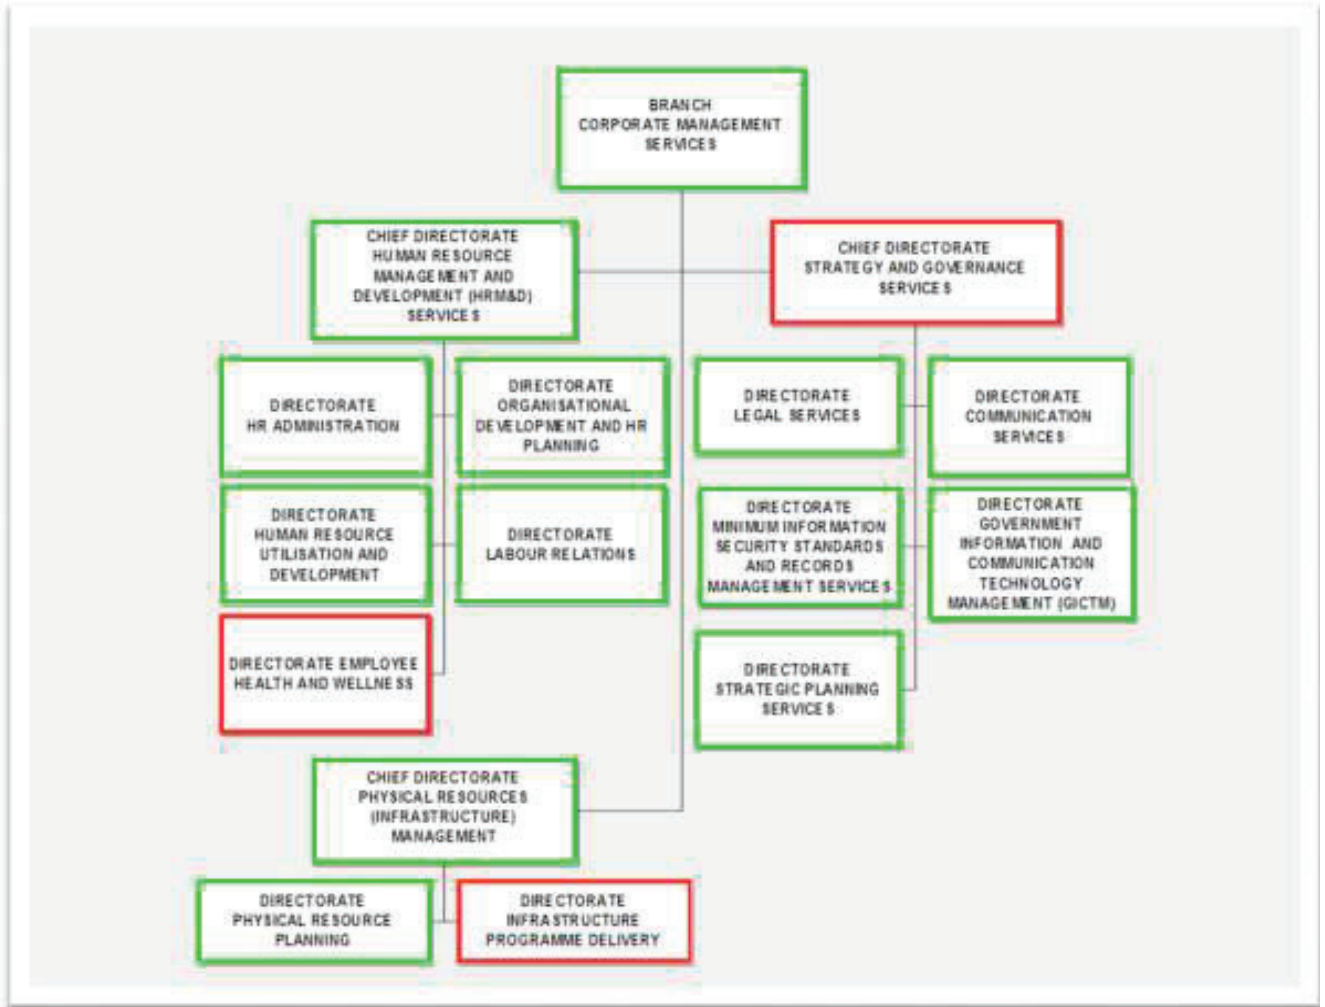 BRANCH
CORPORATE MANAGEMENT
SERVICES
CHIEF DIRECTORATE
HUMAN RESOURCE
MANAGEMENT AND
DEVELOPMENT (HRM&D)
SERVICES
CHIEF DIRECTORATE
STRATEGY AND GOVERNANCE
SERVICES
DIRECTORATE
HR ADMINISTRATION
DIRECTORATE
ORGANISATIONAL
DEVELOPMENT AND HR
PLANNING
DIRECTORATE
LEGAL SERVICES
DIRECTORATE
COMMUNICATION
SERVICES
DIRECTORATE
HUMAN RESOURCE
UTILISATION AND
DEVELOPMENT
DIRECTORATE
LABOUR RELATIONS
DIRECTORATE
MINIMUM INFORMATION
SECURITY STANDARDS
AND RECORDS
MANAGEMENT SERVICES
DIRECTORATE
GOVERNMENT
INFORMATION AND
COMMUNICATION
TECHNOLOGY
MANAGEMENT (GICTM)
DIRECTORATE EMPLOYEE
HEALTH AND WELLNESS
DIRECTORATE
STRATEGIC PLANNING
SERVICES
CHIEF DIRECTORATE
PHYSICAL RESOURCES
(INFRASTRUCTURE)
MANAGEMENT
DIRECTORATE
PHYSICAL RESOURCE
PLANNING
DIRECTORATE
INFRASTRUCTURE
PROGRAMME DELIVERY